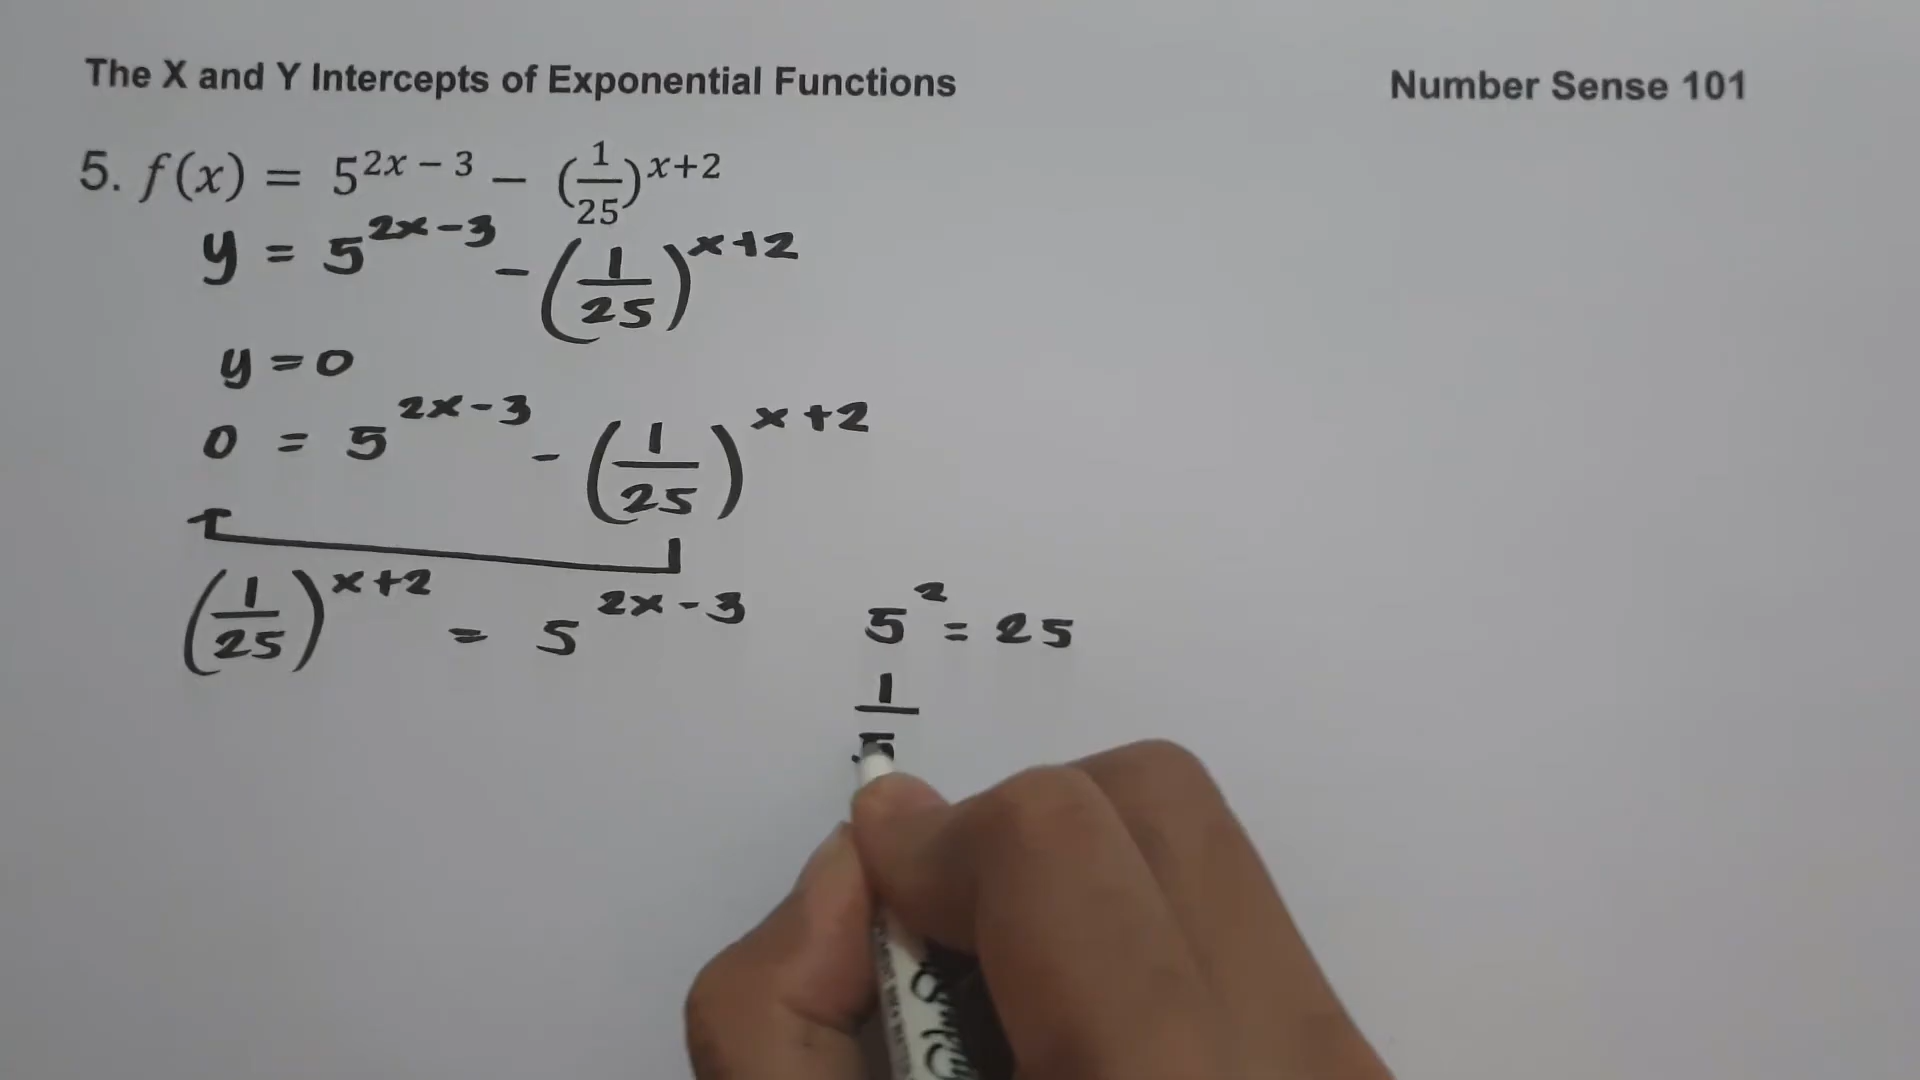 The X and Y Intercepts of Exponential Functions
Number Sense 101
5. f(x) = 5^{2x − 3} − (1/25)^{x+2}
y = 5^{2x-3} - (1/25)^{x+2}
y = 0
0 = 5^{2x-3} - (1/25)^{x+2}
(1/25)^{x+2} = 5^{2x-3}
5^2 = 25
1/5